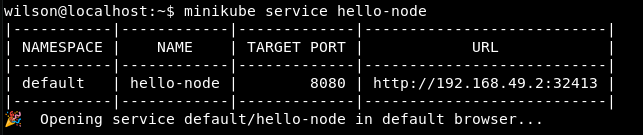 wilson@localhost:~$ minikube service hello-node
|-----------|------------|-------------|---------------------------|
| NAMESPACE |    NAME    | TARGET PORT |            URL            |
|-----------|------------|-------------|---------------------------|
| default   | hello-node |        8080 | http://192.168.49.2:32413 |
|-----------|------------|-------------|---------------------------|
🎉  Opening service default/hello-node in default browser...